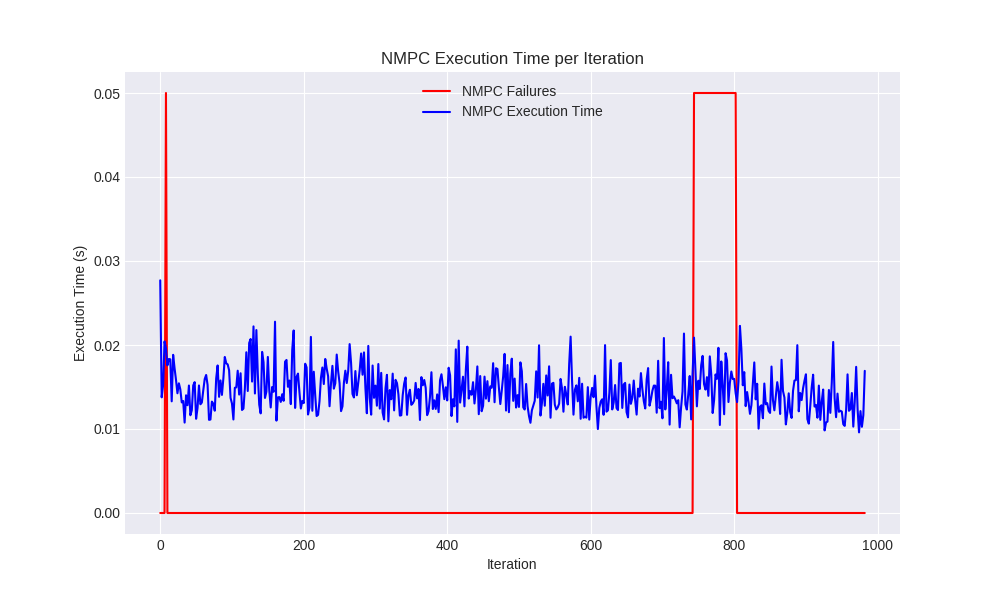 NMPC Execution Time per Iteration
NMPC Failures
NMPC Execution Time
Execution Time (s)
0.05
0.04
0.03
0.02
0.01
0.00
0 200 400 600 800 1000
Iteration